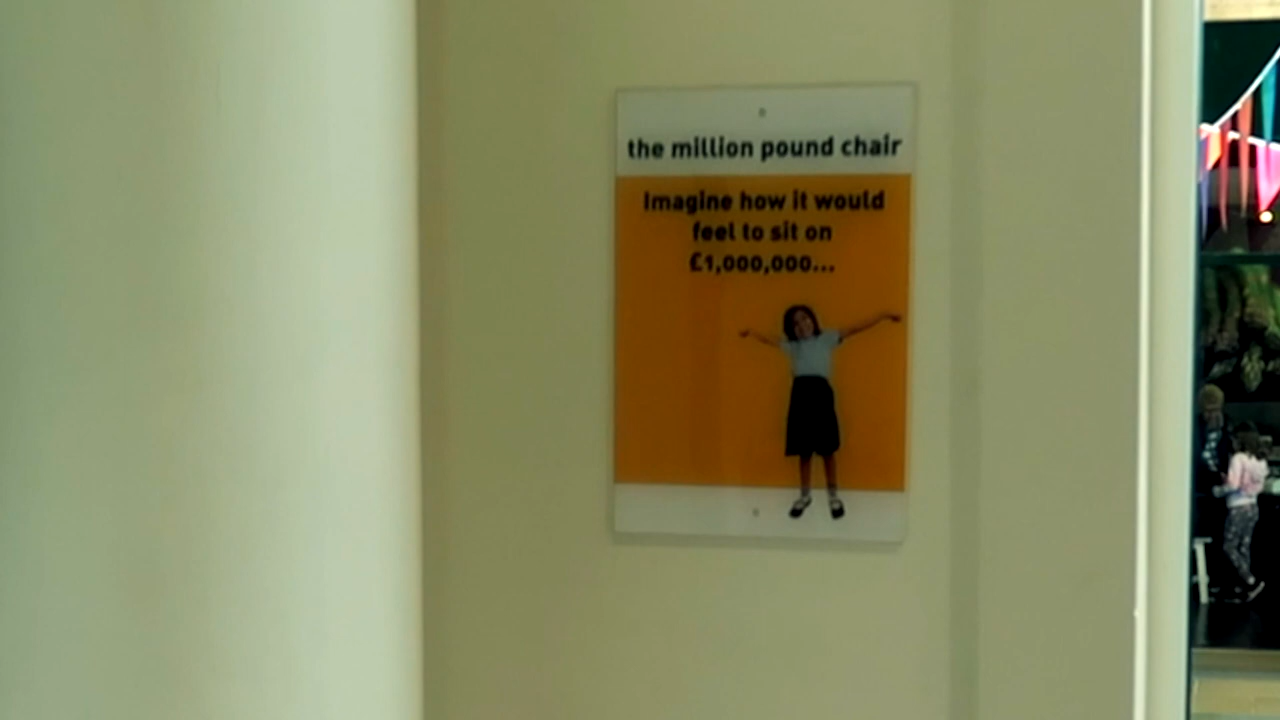 the million pound chair
Imagine how it would
feel to sit on
£1,000,000...